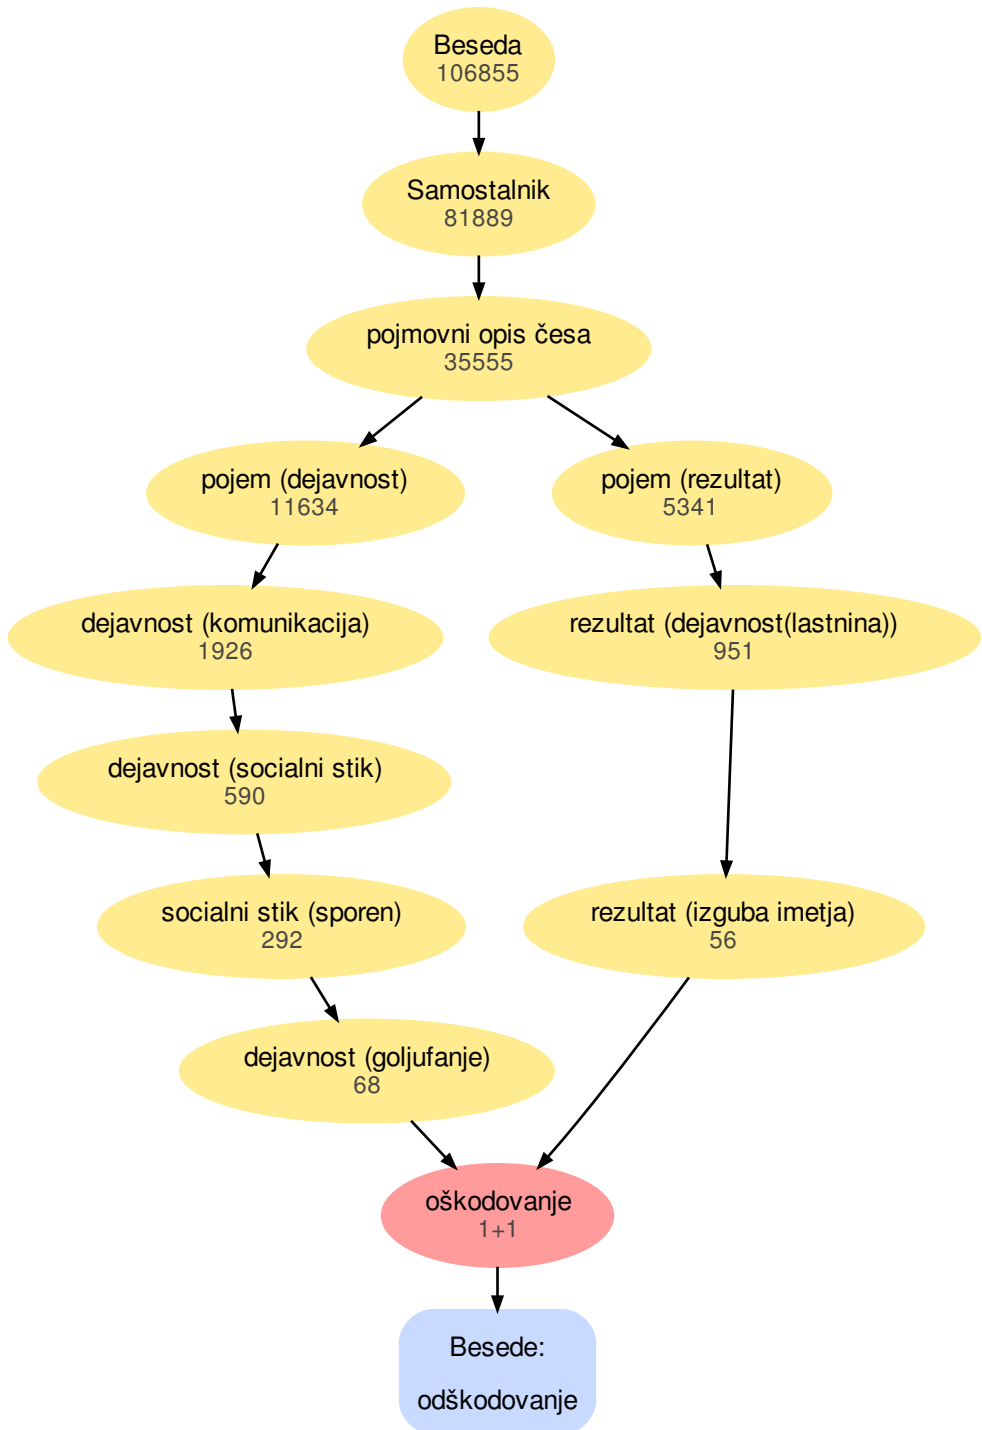 Beseda
106855
Samostalnik
81889
pojmovni opis česa
35555
pojem (dejavnost)
11634
pojem (rezultat)
5341
dejavnost (komunikacija)
1926
rezultat (dejavnost(lastnina))
951
dejavnost (socialni stik)
590
socialni stik (sporen)
292
rezultat (izguba imetja)
56
dejavnost (goljufanje)
68
oškodovanje
1+1
Besede:
odškodovanje